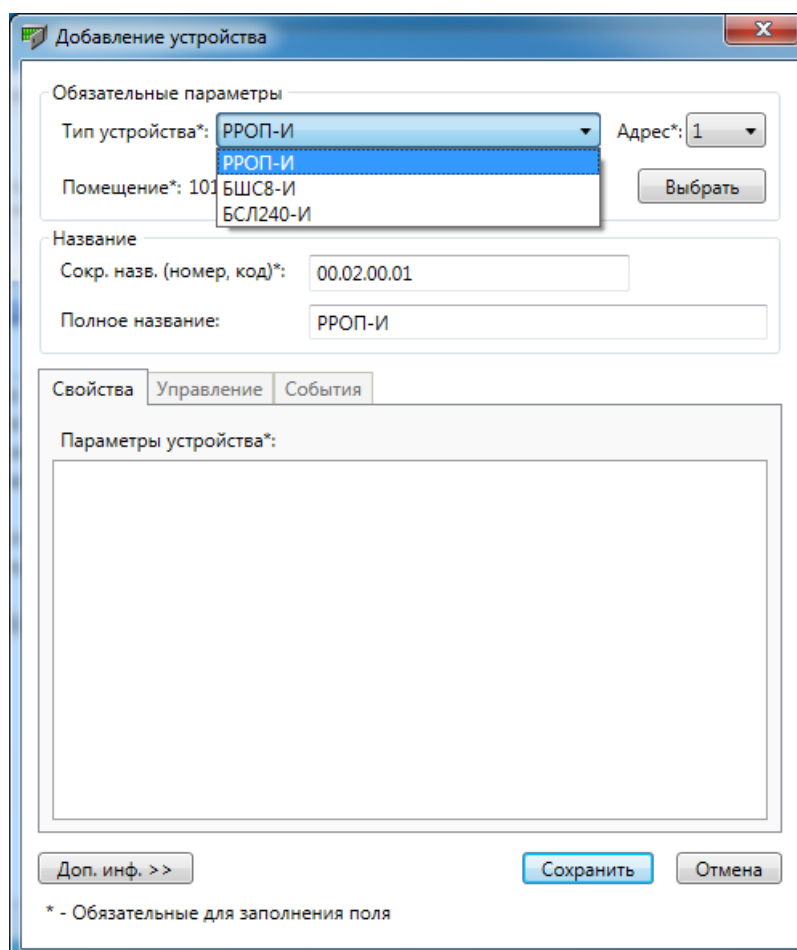 Добавление устройства
Обязательные параметры
Тип устройства*: РРОП-И Адрес*: 1
РРОП-И
Помещение*: 101 БШС8-И Выбрать
БСЛ240-И
Название
Сокр. назв. (номер, код)*: 00.02.00.01
Полное название: РРОП-И
Свойства Управление События
Параметры устройства*:
Доп. инф. >> Сохранить Отмена
* - Обязательные для заполнения поля